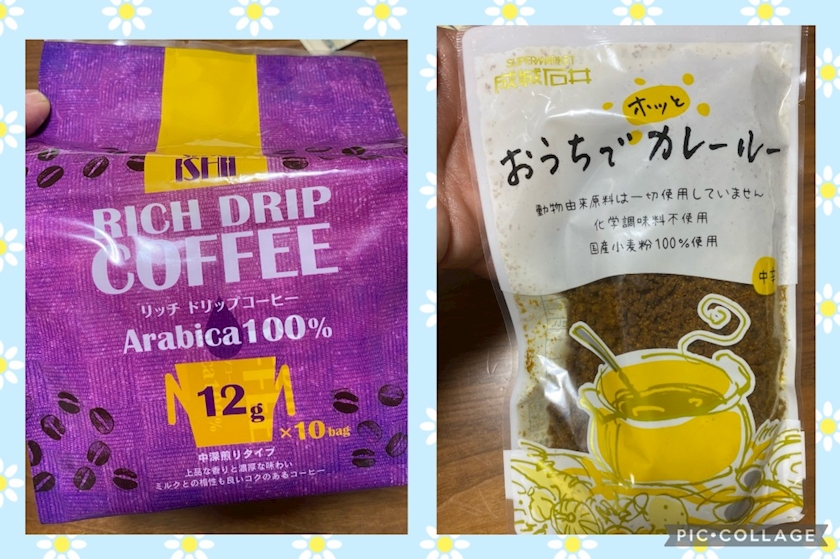 ISHII
RICH DRIP
COFFEE
リッチ ドリップコーヒー
Arabica100%
12g
×10bag
中深煎りタイプ
上品な香りと濃厚な味わい
ミルクとの相性も良いコクのあるコーヒー
SUPERMARKET
成城石井
ホッと
おうちで カレールー
動物由来原料は一切使用していません
化学調味料不使用
国産小麦粉100%使用
中辛
PIC•COLLAGE